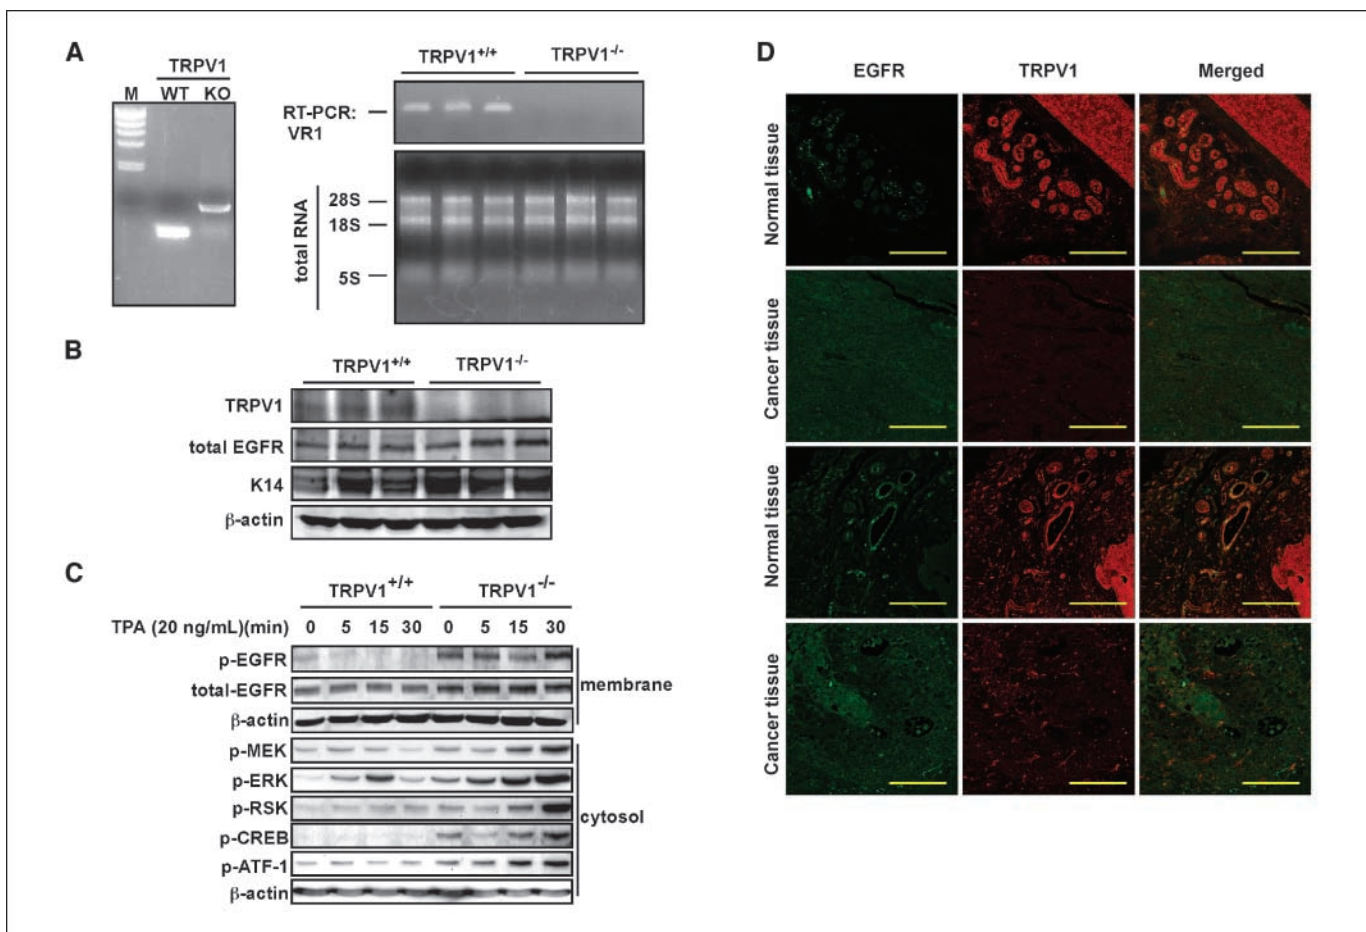 A
TRPV1
M WT KO
TRPV1+/+ TRPV1-/-
RT-PCR:
VR1
total RNA
28S
18S
5S
B
TRPV1+/+ TRPV1-/-
TRPV1
total EGFR
K14
β-actin
C
TRPV1+/+ TRPV1-/-
TPA (20 ng/mL)(min) 0 5 15 30 0 5 15 30
p-EGFR
total-EGFR
β-actin
membrane
p-MEK
p-ERK
p-RSK
p-CREB
p-ATF-1
β-actin
cytosol
D
EGFR TRPV1 Merged
Normal tissue
Cancer tissue
Normal tissue
Cancer tissue